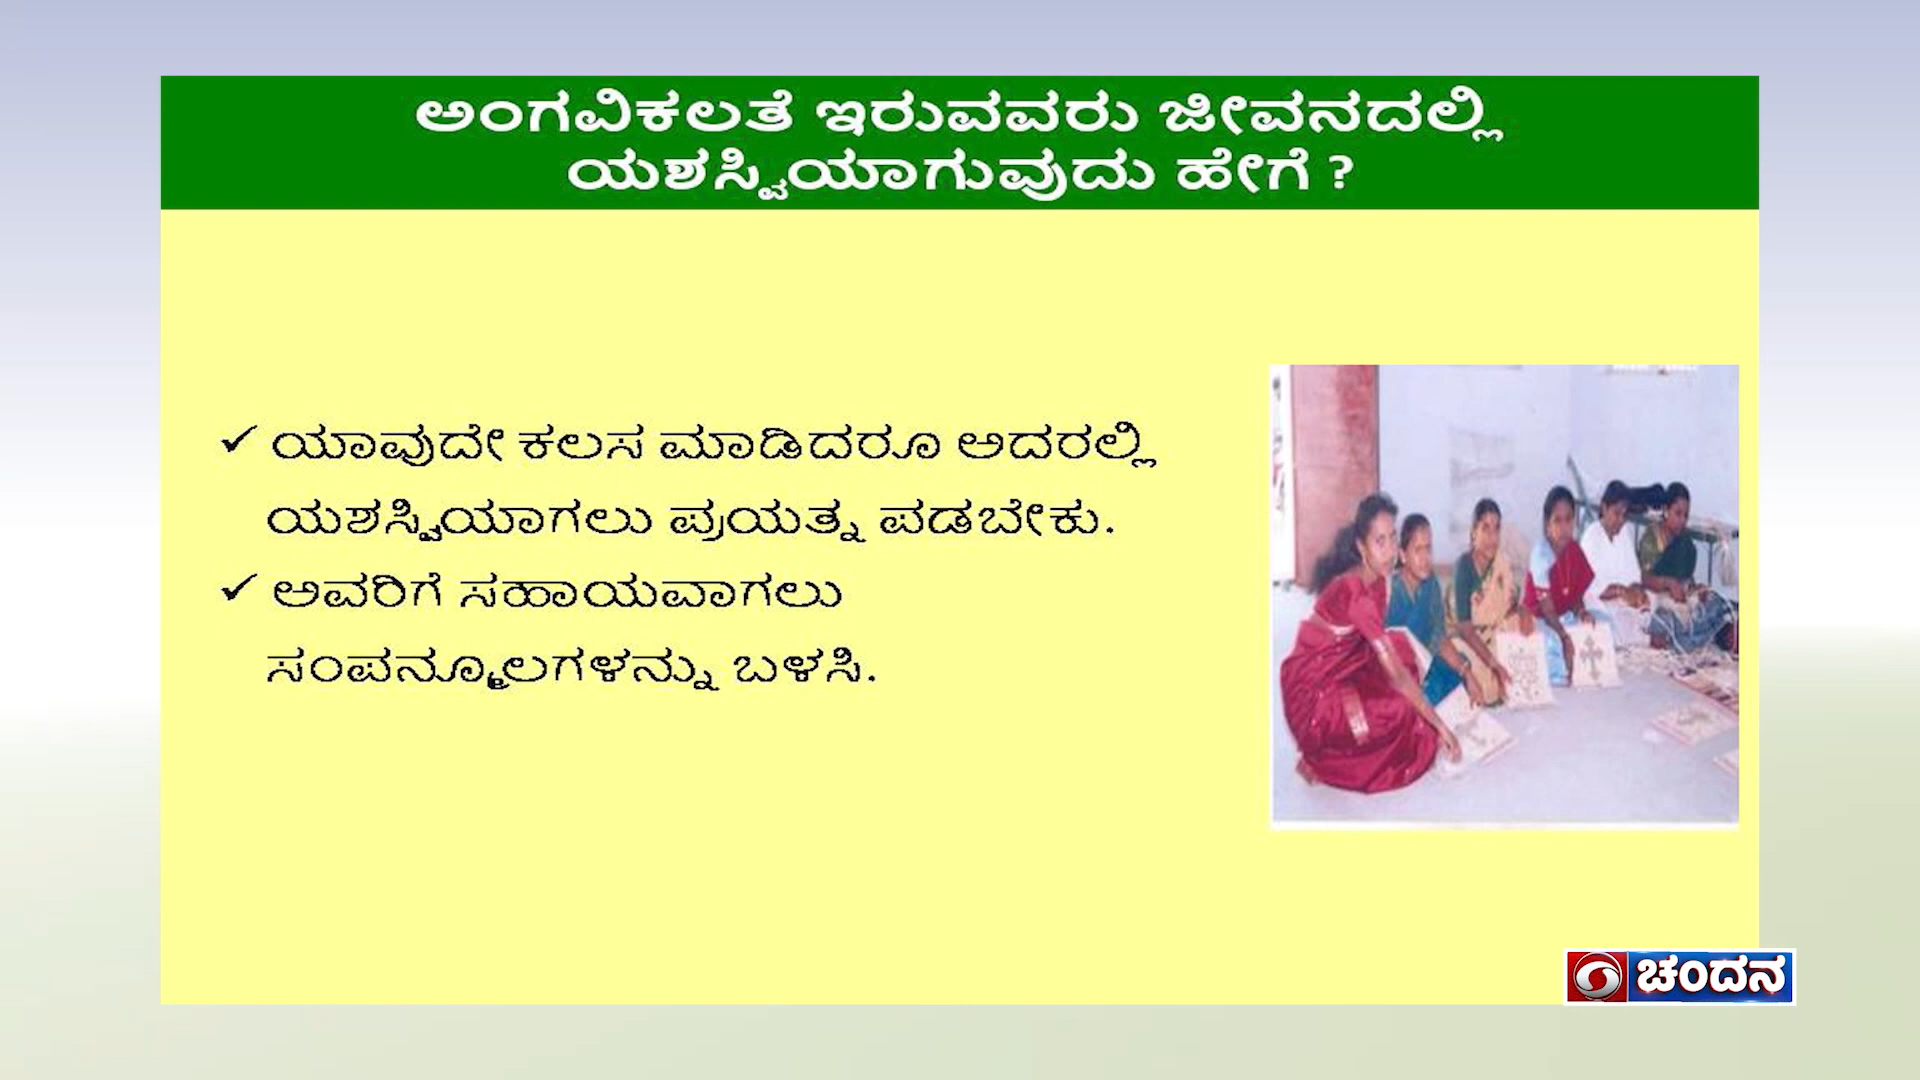 ಅಂಗವಿಕಲತೆ ಇರುವವರು ಜೀವನದಲ್ಲಿ
ಯಶಸ್ವಿಯಾಗುವುದು ಹೇಗೆ ?
✓ ಯಾವುದೇ ಕಲಸ ಮಾಡಿದರೂ ಅದರಲ್ಲಿ
ಯಶಸ್ವಿಯಾಗಲು ಪ್ರಯತ್ನ ಪಡಬೇಕು.
✓ ಅವರಿಗೆ ಸಹಾಯವಾಗಲು
ಸಂಪನ್ಮೂಲಗಳನ್ನು ಬಳಸಿ.
ಚಂದನ